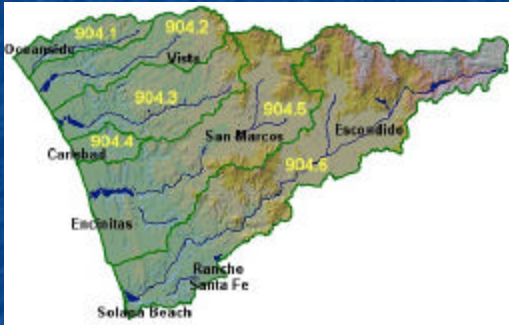 904.1
904.2
Oceanside
Vista
904.3
904.5
904.4
San Marcos
Escondido
Carlsbad
904.6
Encinitas
Rancho
Santa Fe
Solana Beach